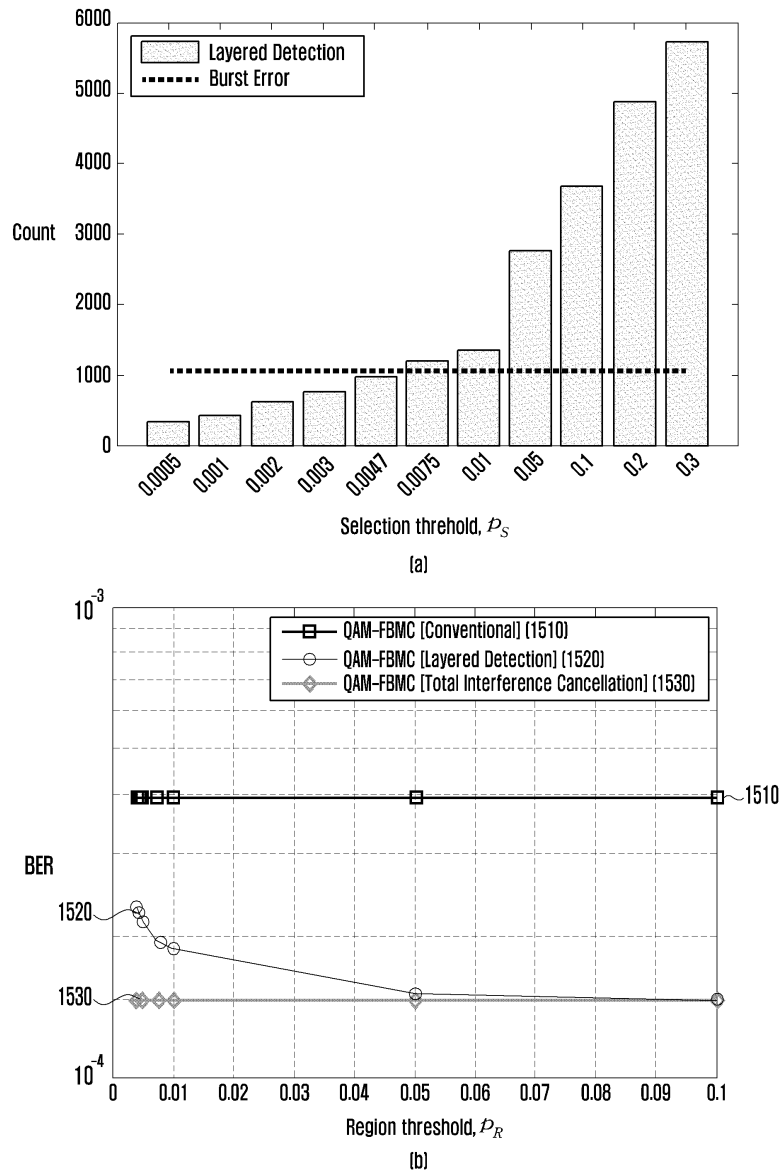 6000
5000
4000
3000
2000
1000
0
Count
Layered Detection
Burst Error
0.0005 0.001 0.002 0.003 0.0047 0.0075 0.01 0.05 0.1 0.2 0.3
Selection threhold, p_S
(a)
10^-3
QAM-FBMC [Conventional] (1510)
QAM-FBMC [Layered Detection] (1520)
QAM-FBMC [Total Interference Cancellation] (1530)
1510
BER
1520
1530
10^-4
0 0.01 0.02 0.03 0.04 0.05 0.06 0.07 0.08 0.09 0.1
Region threshold, p_R
(b)